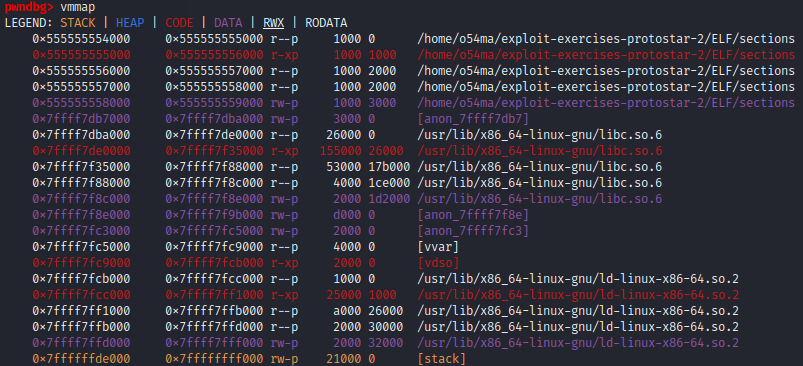 pwndbg> vmmap
LEGEND: STACK | HEAP | CODE | DATA | RWX | RODATA
0x555555554000 0x555555555000 r--p 1000 0 /home/o54ma/exploit-exercises-protostar-2/ELF/sections
0x555555555000 0x555555556000 r-xp 1000 1000 /home/o54ma/exploit-exercises-protostar-2/ELF/sections
0x555555556000 0x555555557000 r--p 1000 2000 /home/o54ma/exploit-exercises-protostar-2/ELF/sections
0x555555557000 0x555555558000 r--p 1000 2000 /home/o54ma/exploit-exercises-protostar-2/ELF/sections
0x555555558000 0x555555559000 rw-p 1000 3000 /home/o54ma/exploit-exercises-protostar-2/ELF/sections
0x7ffff7db7000 0x7ffff7dba000 rw-p 3000 0 [anon_7ffff7db7]
0x7ffff7dba000 0x7ffff7de0000 r--p 26000 0 /usr/lib/x86_64-linux-gnu/libc.so.6
0x7ffff7de0000 0x7ffff7f35000 r-xp 155000 26000 /usr/lib/x86_64-linux-gnu/libc.so.6
0x7ffff7f35000 0x7ffff7f88000 r--p 53000 17b000 /usr/lib/x86_64-linux-gnu/libc.so.6
0x7ffff7f88000 0x7ffff7f8c000 r--p 4000 1ce000 /usr/lib/x86_64-linux-gnu/libc.so.6
0x7ffff7f8c000 0x7ffff7f8e000 rw-p 2000 1d2000 /usr/lib/x86_64-linux-gnu/libc.so.6
0x7ffff7f8e000 0x7ffff7f9b000 rw-p d000 0 [anon_7ffff7f8e]
0x7ffff7fc3000 0x7ffff7fc5000 rw-p 2000 0 [anon_7ffff7fc3]
0x7ffff7fc5000 0x7ffff7fc9000 r--p 4000 0 [vvar]
0x7ffff7fc9000 0x7ffff7fcb000 r-xp 2000 0 [vdso]
0x7ffff7fcb000 0x7ffff7fcc000 r--p 1000 0 /usr/lib/x86_64-linux-gnu/ld-linux-x86-64.so.2
0x7ffff7fcc000 0x7ffff7ff1000 r-xp 25000 1000 /usr/lib/x86_64-linux-gnu/ld-linux-x86-64.so.2
0x7ffff7ff1000 0x7ffff7ffb000 r--p a000 26000 /usr/lib/x86_64-linux-gnu/ld-linux-x86-64.so.2
0x7ffff7ffb000 0x7ffff7ffd000 r--p 2000 30000 /usr/lib/x86_64-linux-gnu/ld-linux-x86-64.so.2
0x7ffff7ffd000 0x7ffff7fff000 rw-p 2000 32000 /usr/lib/x86_64-linux-gnu/ld-linux-x86-64.so.2
0x7ffffffde000 0x7ffffffff000 rw-p 21000 0 [stack]